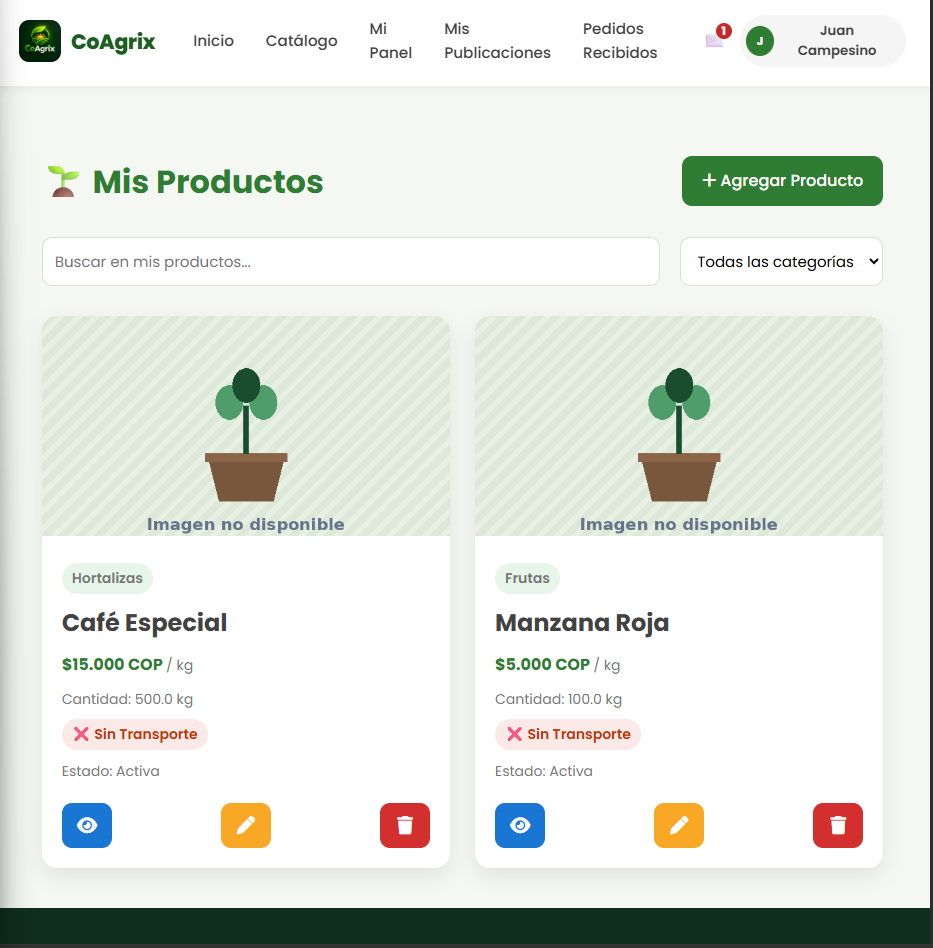 CoAgrix
CoAgrix
Inicio
Catálogo
Mi
Panel
Mis
Publicaciones
Pedidos
Recibidos
1
J
Juan
Campesino
Mis Productos
+ Agregar Producto
Buscar en mis productos...
Todas las categorías
Imagen no disponible
Hortalizas
Café Especial
$15.000 COP / kg
Cantidad: 500.0 kg
❌ Sin Transporte
Estado: Activa
Imagen no disponible
Frutas
Manzana Roja
$5.000 COP / kg
Cantidad: 100.0 kg
❌ Sin Transporte
Estado: Activa